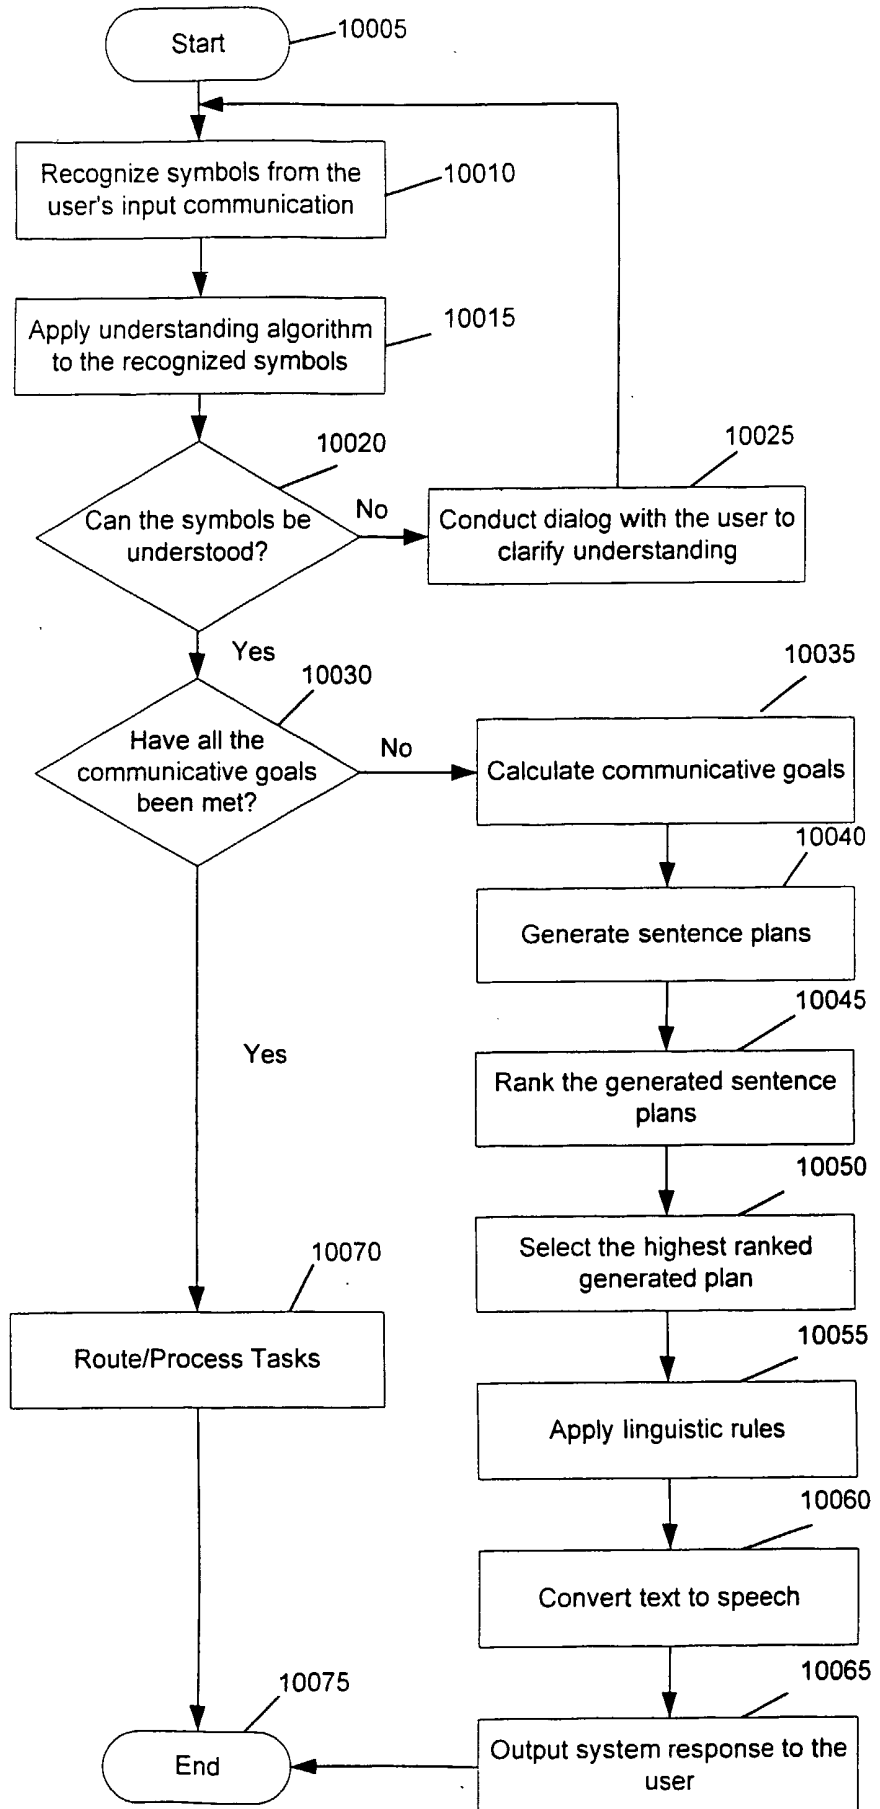 Start
10005
Recognize symbols from the
user's input communication
10010
Apply understanding algorithm
to the recognized symbols
10015
10020
Can the symbols be
understood?
No
10025
Conduct dialog with the user to
clarify understanding
Yes
10030
Have all the
communicative goals
been met?
No
10035
Calculate communicative goals
10040
Generate sentence plans
10045
Rank the generated sentence
plans
Yes
10050
Select the highest ranked
generated plan
10070
Route/Process Tasks
10055
Apply linguistic rules
10060
Convert text to speech
10065
Output system response to the
user
10075
End